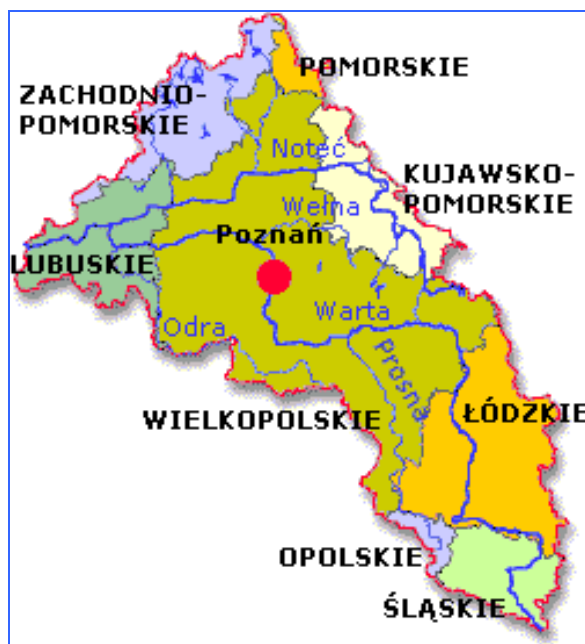 POMORSKIE
ZACHODNIO-
POMORSKIE
Noteć
KUJAWSKO-
POMORSKIE
Wełna
Poznań
LUBUSKIE
Warta
Odra
Prosna
WIELKOPOLSKIE
ŁÓDZKIE
OPOLSKIE
ŚLĄSKIE